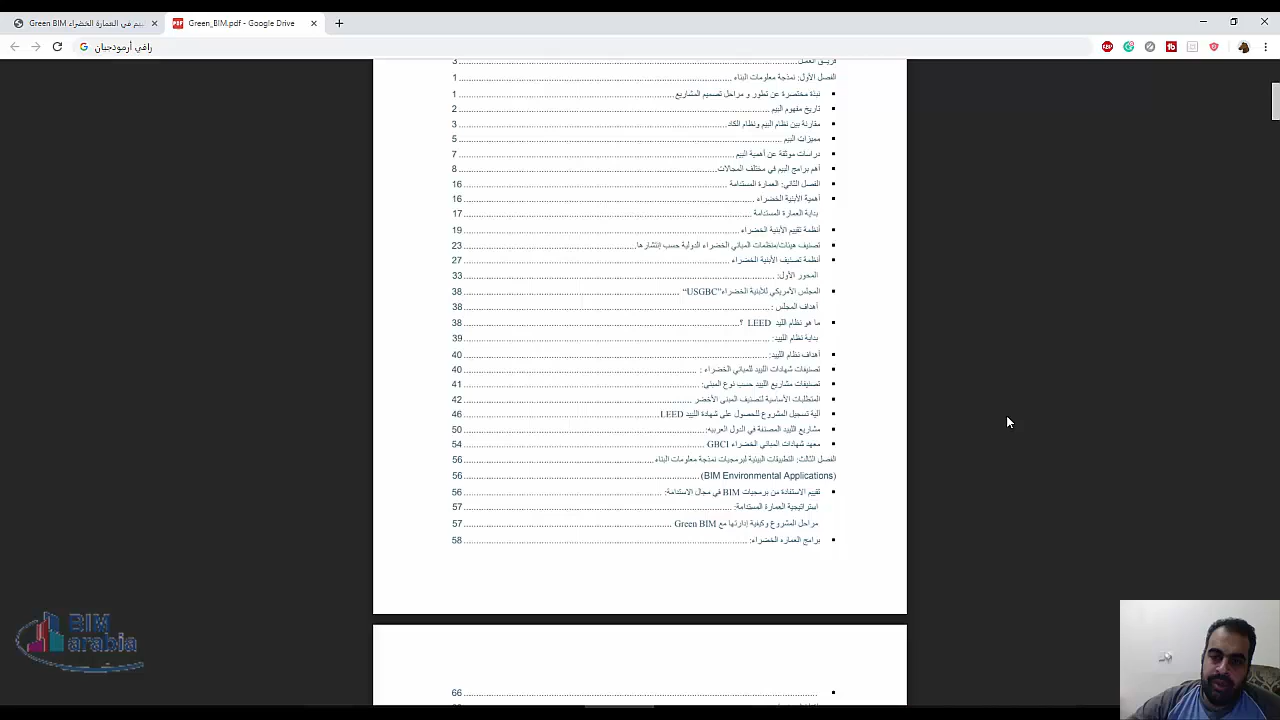 بيم في العمارة الخضراء Green BIM
Green_BIM.pdf - Google Drive
رافي أرمودجيان
فريـــق العمـــل 3
الفصل الأول: نمذجة معلومات البناء 1
نبذة مختصرة عن تطور و مراحل تصميم المشاريع 1
تاريخ مفهوم البيم 2
مقارنة بين نظام البيم ونظام الكاد 3
مميزات البيم 5
دراسات موثقة عن أهمية البيم 7
أهم برامج البيم في مختلف المجالات 8
الفصل الثاني: العمارة المستدامة 16
أهمية الأبنية الخضراء 16
بداية العمارة المستدامة 17
أنظمة تقييم الأبنية الخضراء 19
تصنيف هيئات/منظمات المباني الخضراء الدولية حسب إنتشارها 23
أنظمة تصنيف الأبنية الخضراء 27
المحور الأول: 33
المجلس الأمريكي للأبنية الخضراء"USGBC" 38
أهداف المجلس : 38
ما هو نظام الليد LEED ؟ 38
بداية نظام الليد: 39
أهداف نظام الليد: 40
تصنيفات شهادات الليد للمباني الخضراء : 40
تصنيفات مشاريع الليد حسب نوع المبنى: 41
المتطلبات الأساسية لتصنيف المبنى الأخضر 42
آلية تسجيل المشروع للحصول على شهادة الليد LEED 46
مشاريع الليد المصنفة في الدول العربيه: 50
معهد شهادات المباني الخضراء GBCI 54
الفصل الثالث: التطبيقات البيئية لبرمجيات نمذجة معلومات البناء 56
(BIM Environmental Applications) 56
تقييم الاستفادة من برمجيات BIM في مجال الاستدامة: 56
استراتيجية العمارة المستدامة: 57
مراحل المشروع وكيفية إدارتها مع Green BIM 57
برامج العماره الخضراء: 58
66
BIM
arabia